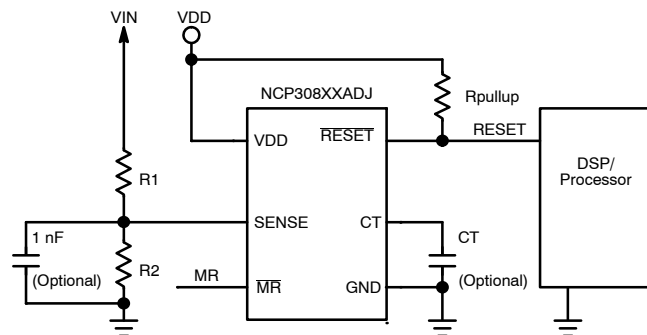 VIN
VDD
NCP308XXADJ
Rpullup
VDD
RESET
RESET
DSP/
Processor
R1
SENSE
CT
CT
1 nF
(Optional)
R2
(Optional)
MR
MR
GND